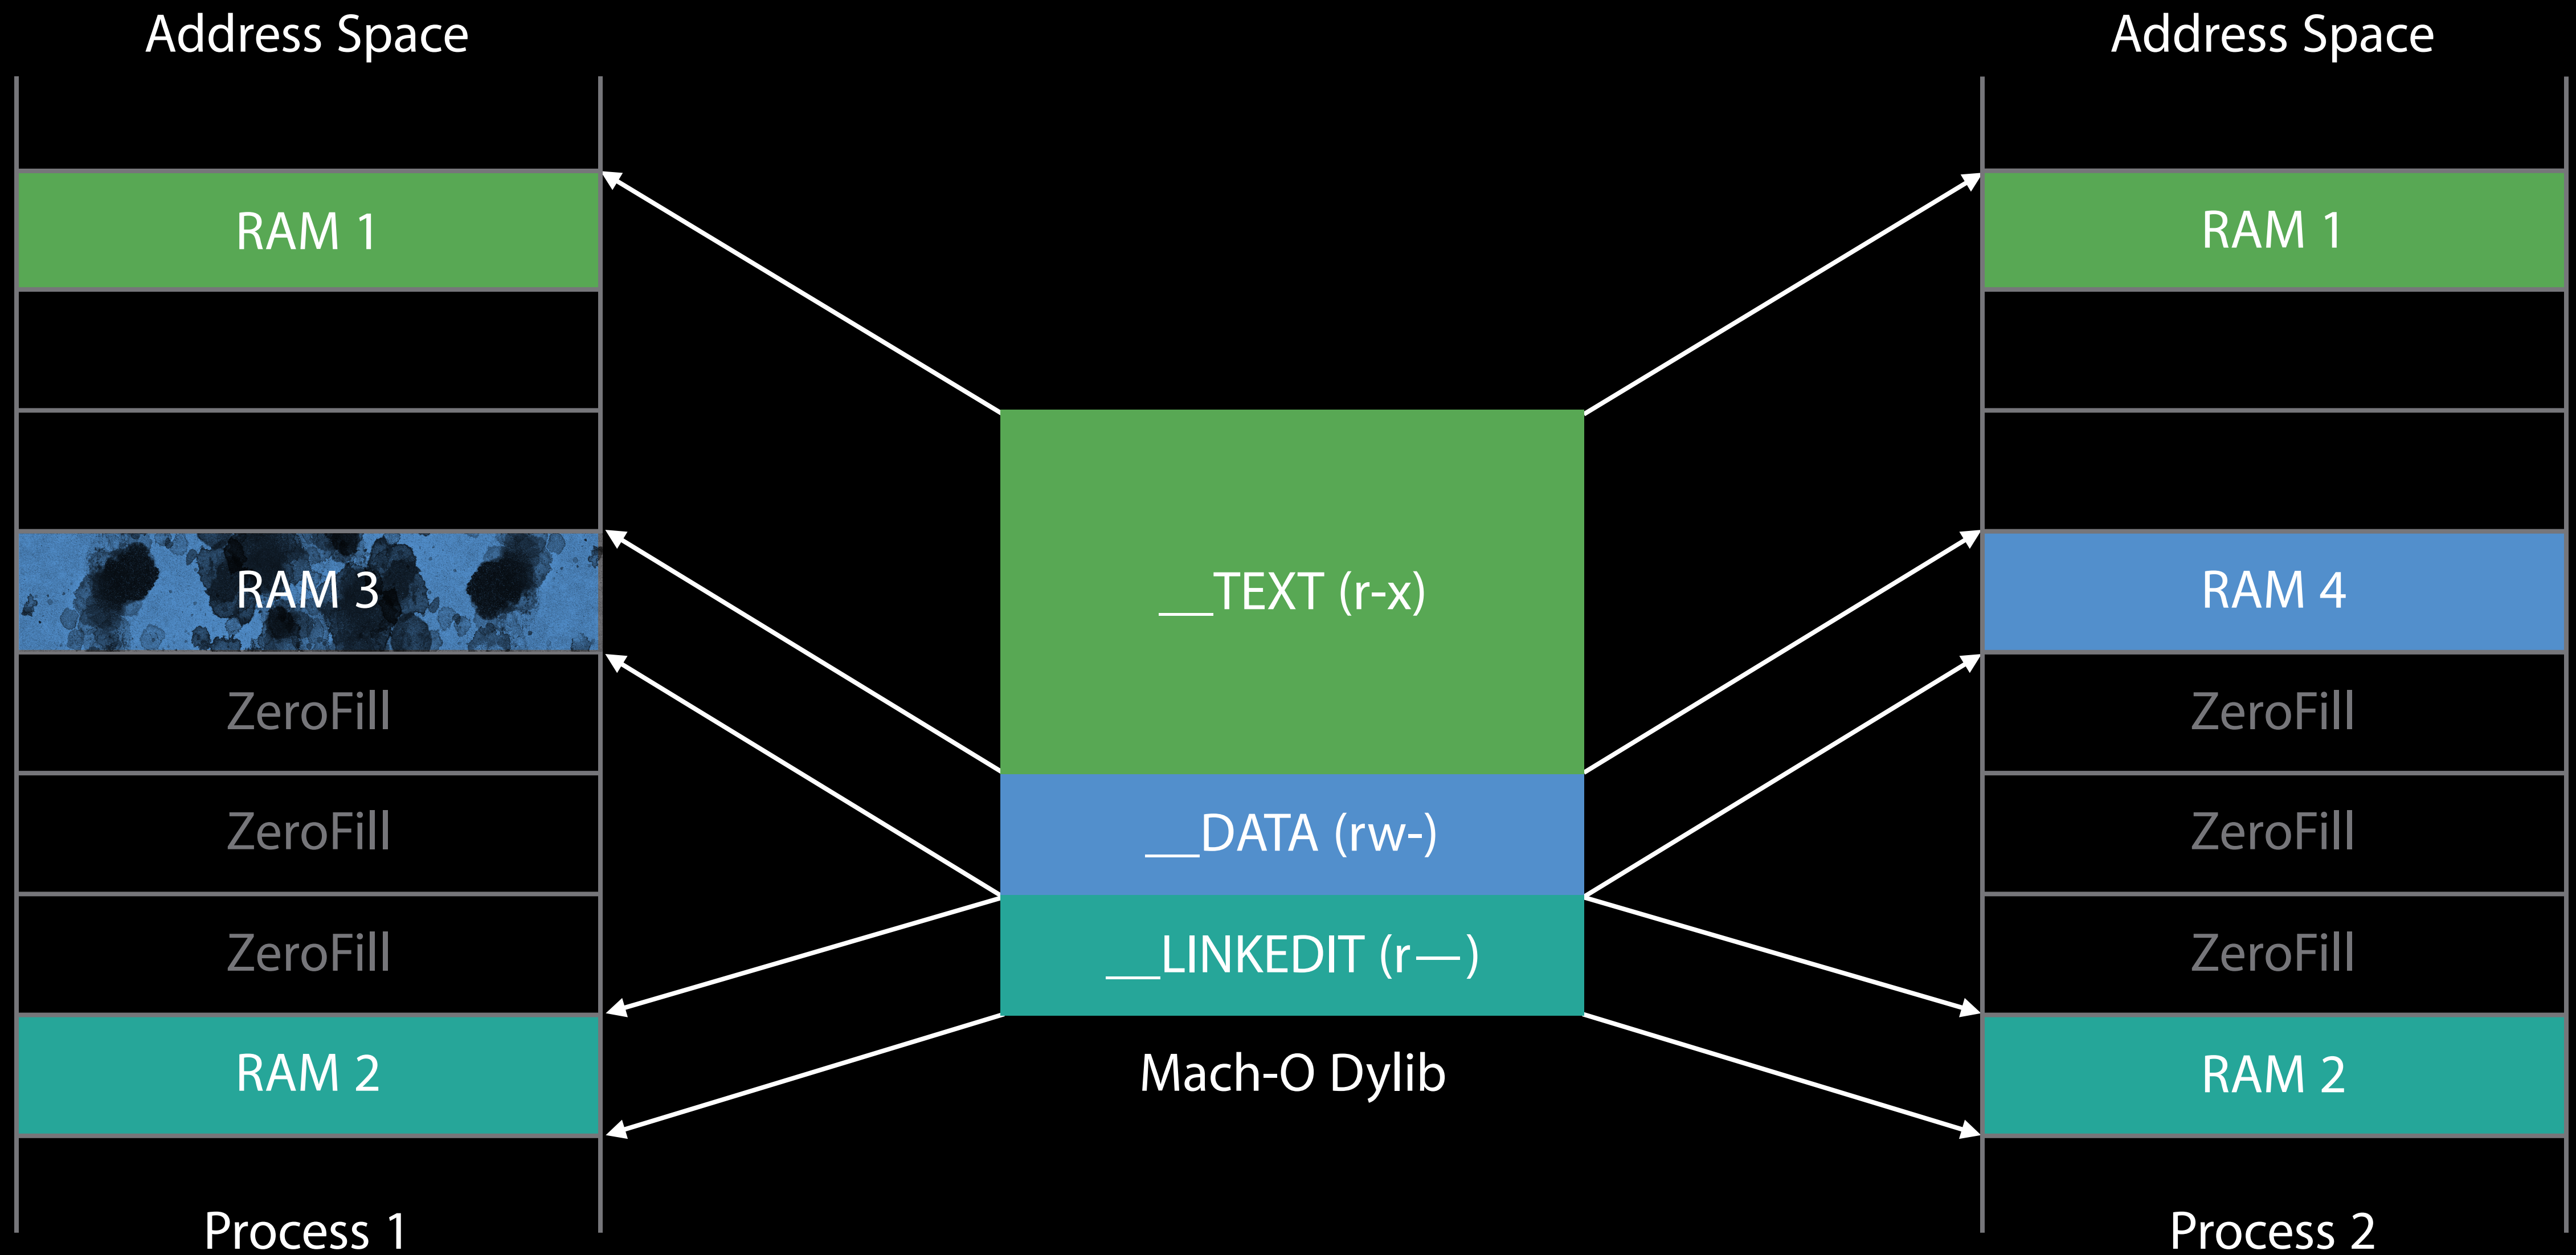 Address Space
RAM 1
RAM 3
ZeroFill
ZeroFill
ZeroFill
RAM 2
Process 1
__TEXT (r-x)
__DATA (rw-)
__LINKEDIT (r—)
Mach-O Dylib
Address Space
RAM 1
RAM 4
ZeroFill
ZeroFill
ZeroFill
RAM 2
Process 2